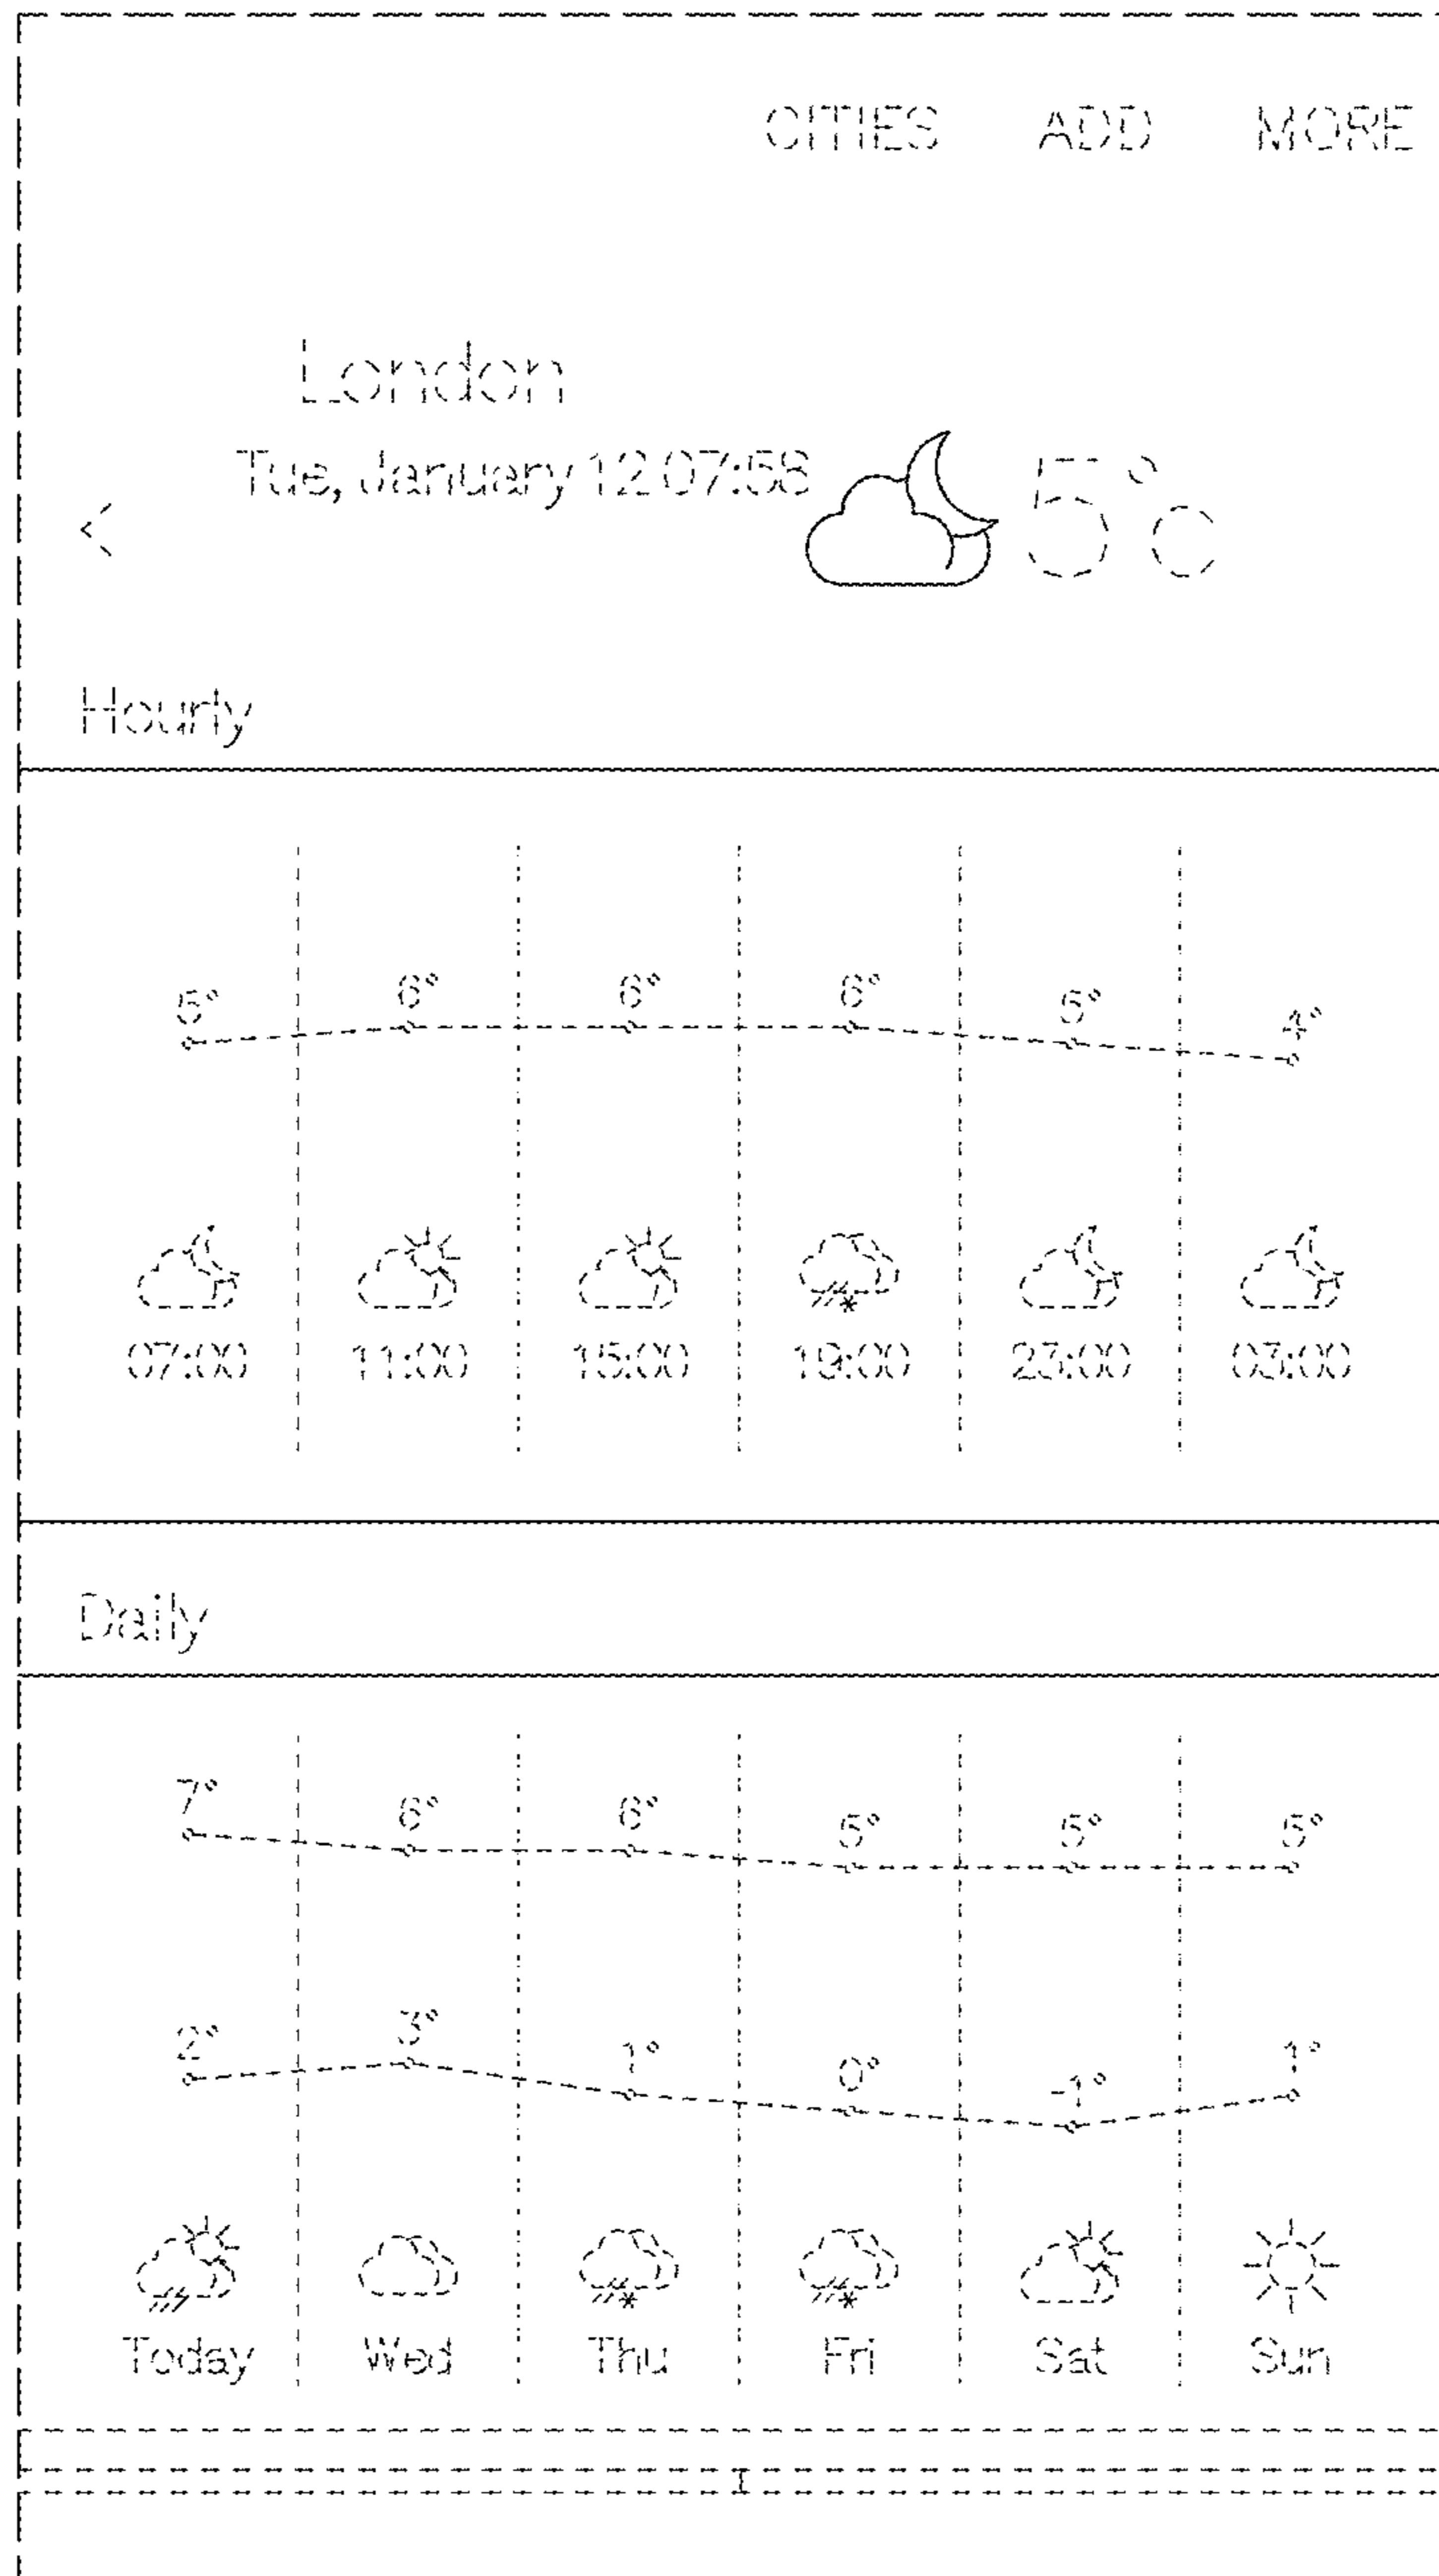 CITIES ADD MORE
London
Tue, January 12 07:58
5°c
<
Hourly
5° 6° 6° 6° 5° 4°
07:00 11:00 15:00 19:00 23:00 03:00
Daily
7° 6° 6° 5° 5° 5°
2° 3° 1° 0° -1° 1°
Today Wed Thu Fri Sat Sun